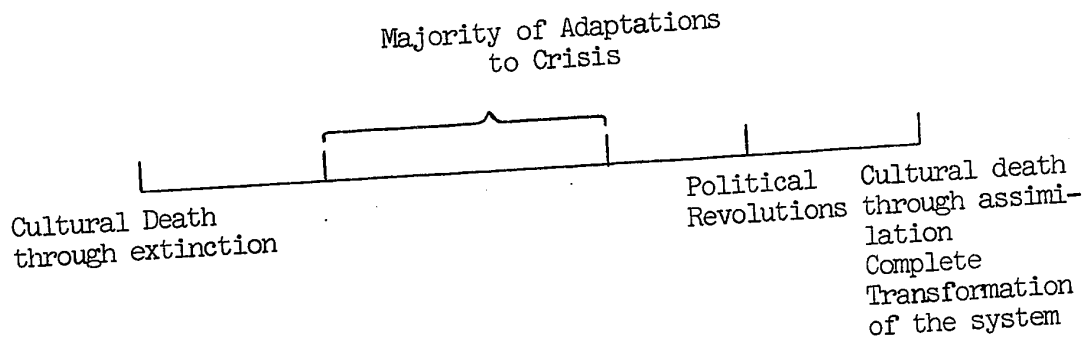 Majority of Adaptations
to Crisis
Cultural Death
through extinction
Political
Revolutions
Cultural death
through assimi-
lation
Complete
Transformation
of the system